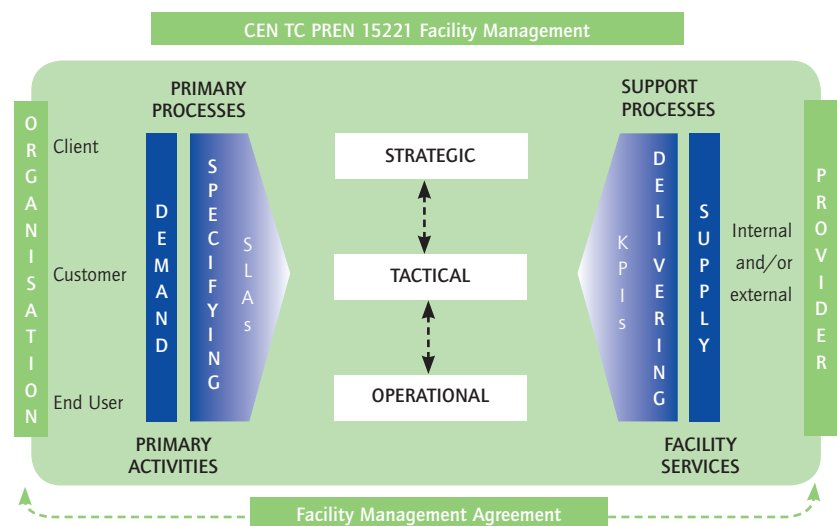 CEN TC PREN 15221 Facility Management
PRIMARY
PROCESSES
SUPPORT
PROCESSES
ORGANISATION
Client
Customer
End User
DEMAND
SPECIFYING
SLAs
STRATEGIC
TACTICAL
OPERATIONAL
KPIs
DELIVERING
SUPPLY
Internal
and/or
external
PROVIDER
PRIMARY
ACTIVITIES
FACILITY
SERVICES
Facility Management Agreement